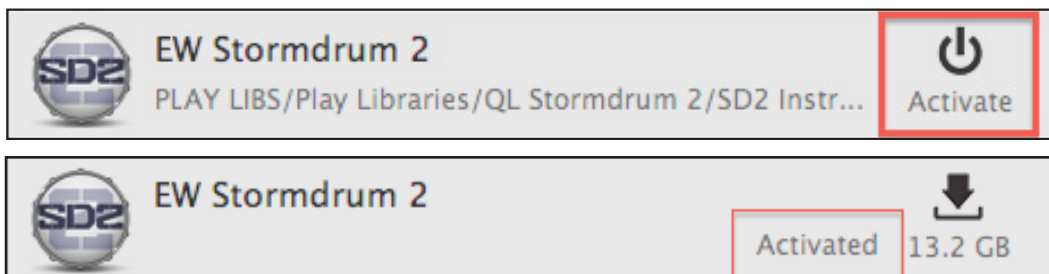 SD2
EW Stormdrum 2
PLAY LIBS/Play Libraries/QL Stormdrum 2/SD2 Instr...
Activate
SD2
EW Stormdrum 2
Activated
13.2 GB